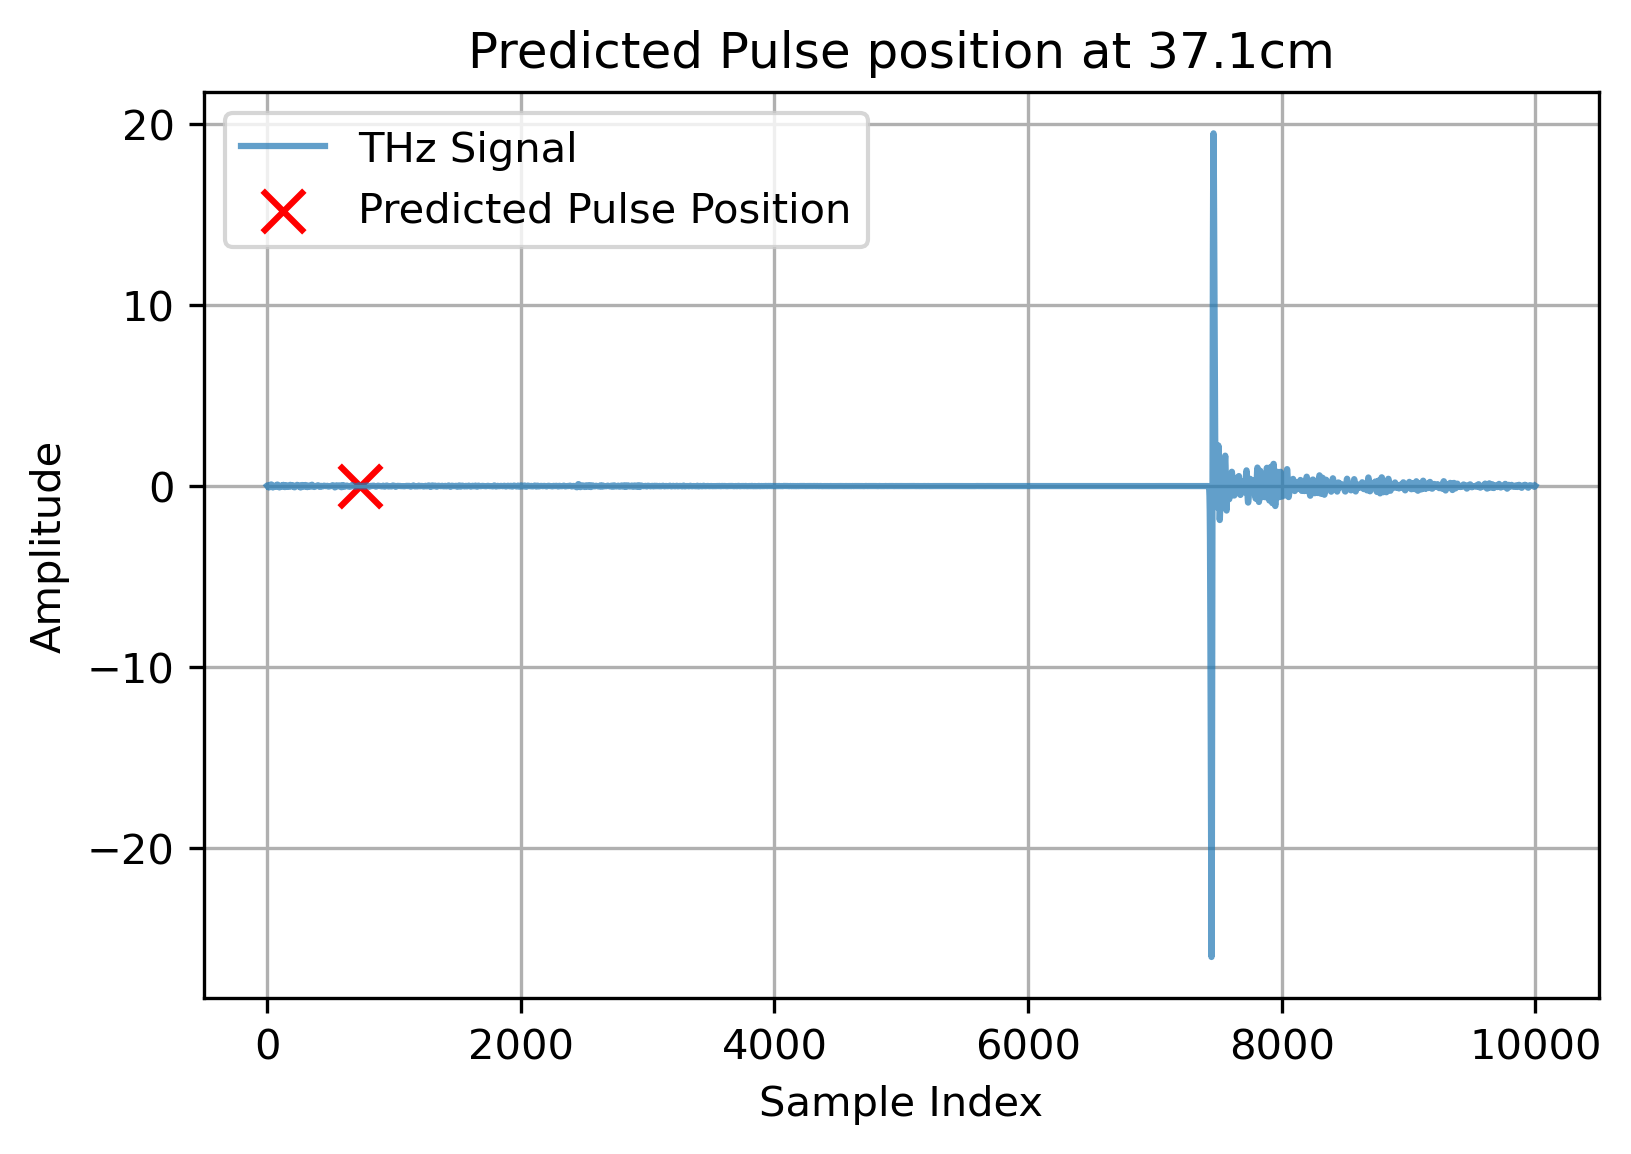 Predicted Pulse position at 37.1cm
THz Signal
Predicted Pulse Position
20
10
0
−10
−20
Amplitude
0 2000 4000 6000 8000 10000
Sample Index